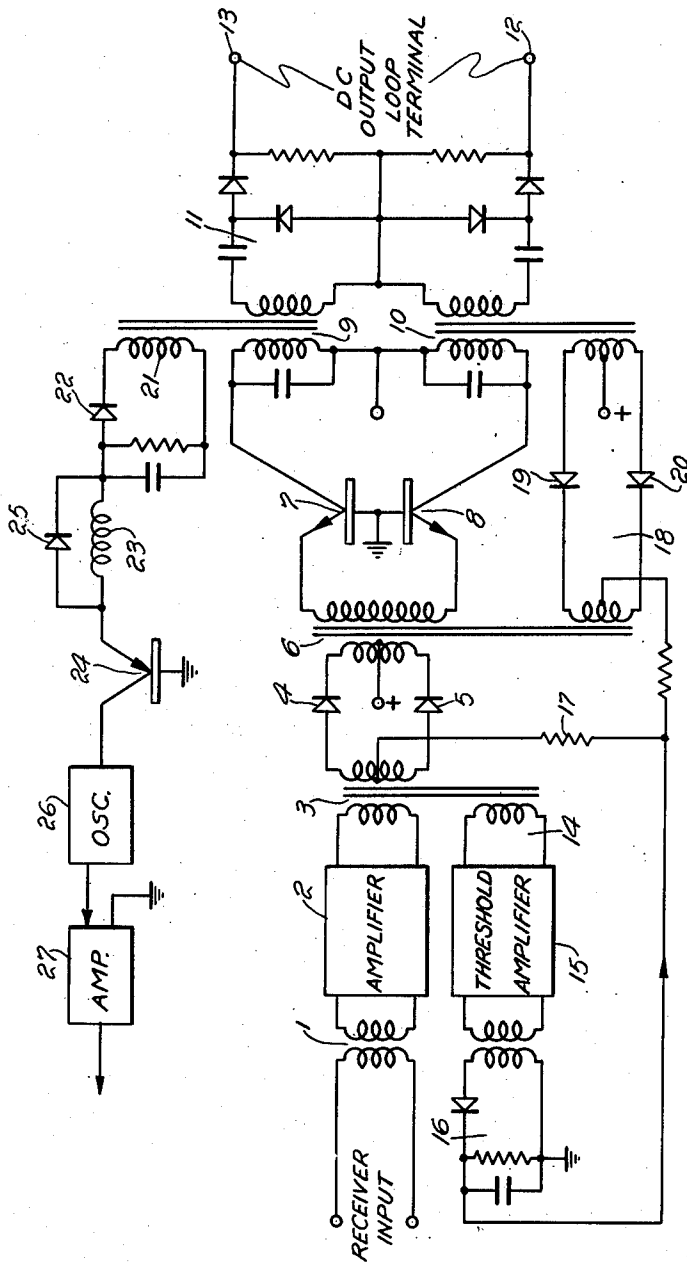 27
AMP.
26
OSC.
24
25
23
22
21
11
13
DC
OUTPUT
LOOP
TERMINAL
12
9
10
7
8
19
20
18
6
4
5
+
+
17
3
14
2
AMPLIFIER
THRESHOLD
AMPLIFIER
15
1
16
RECEIVER
INPUT